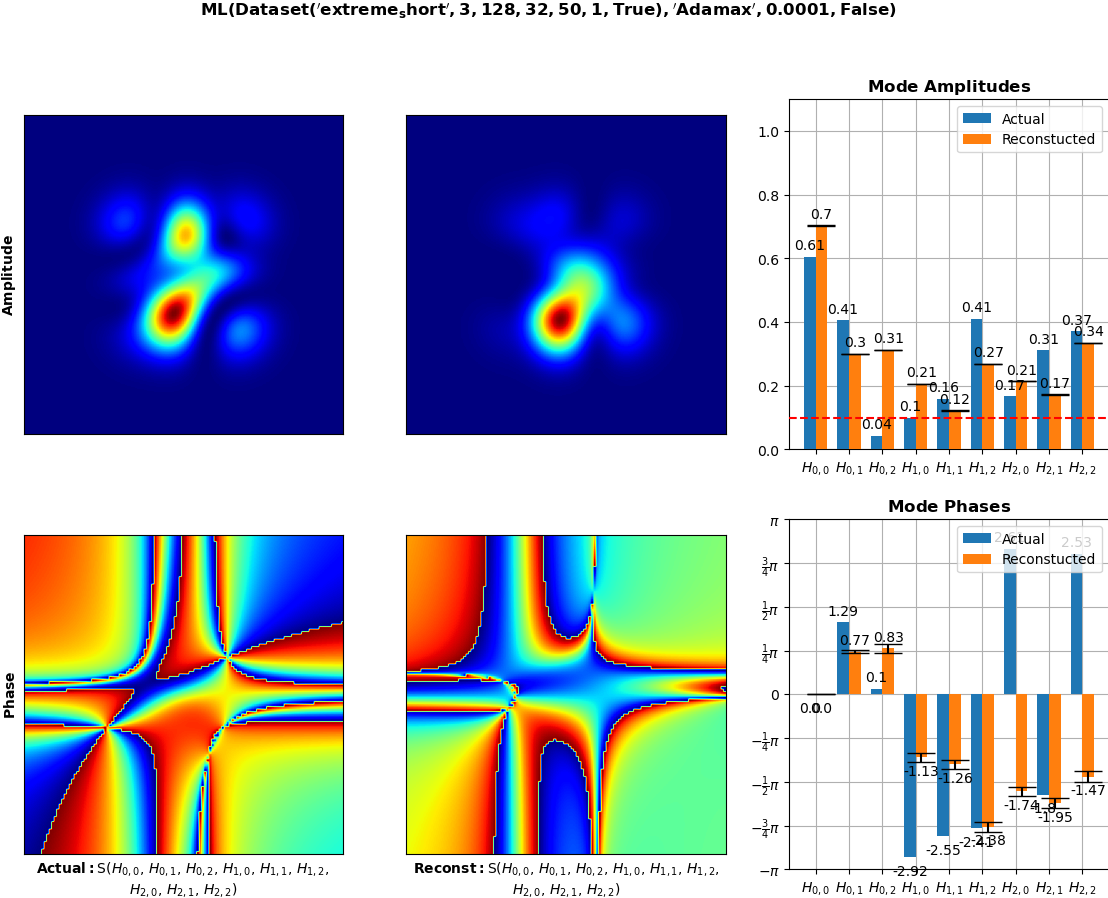 ML(Dataset('extreme_short', 3, 128, 32, 50, 1, True), 'Adamax', 0.0001, False)
Amplitude
Mode Amplitudes
Actual
Reconstucted
1.0
0.8
0.6
0.4
0.2
0.0
0.61
0.7
0.41
0.3
0.04
0.31
0.1
0.21
0.16
0.12
0.41
0.27
0.17
0.21
0.31
0.17
0.37
0.34
H0,0 H0,1 H0,2 H1,0 H1,1 H1,2 H2,0 H2,1 H2,2
Phase
Actual: S(H0,0, H0,1, H0,2, H1,0, H1,1, H1,2,
H2,0, H2,1, H2,2)
Reconst: S(H0,0, H0,1, H0,2, H1,0, H1,1, H1,2,
H2,0, H2,1, H2,2)
Mode Phases
Actual
Reconstucted
π
3/4π
1/2π
1/4π
0
−1/4π
−1/2π
−3/4π
−π
0.0
1.29
0.77
0.1
0.83
-2.92
-1.13
-2.55
-1.26
-2.38
-1.74
-1.95
2.53
-1.47
H0,0 H0,1 H0,2 H1,0 H1,1 H1,2 H2,0 H2,1 H2,2